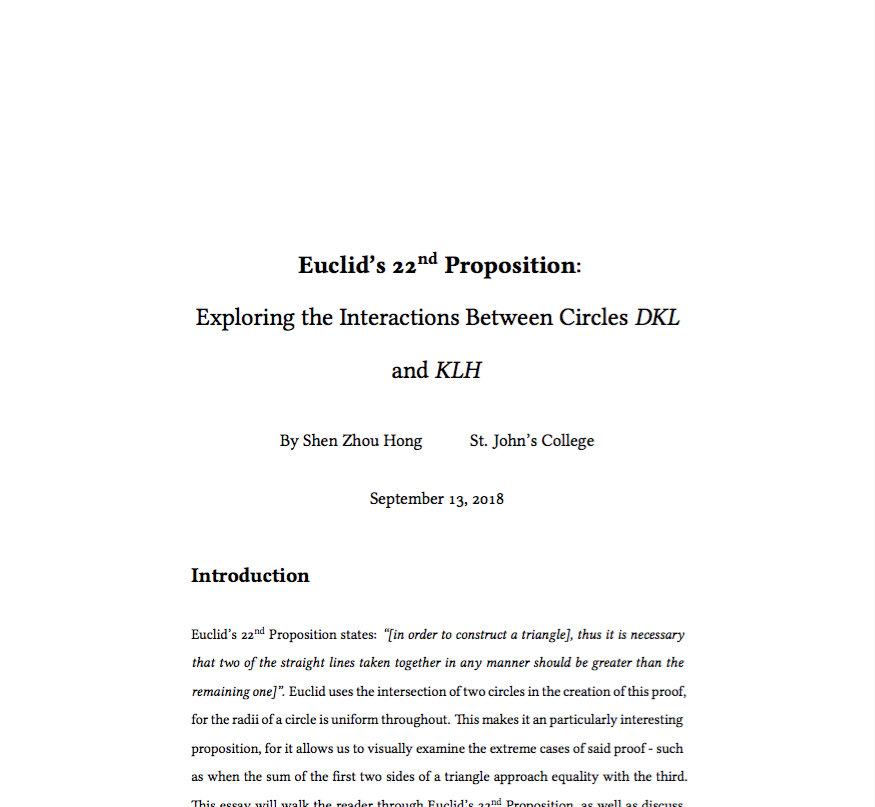 Euclid's 22nd Proposition:
Exploring the Interactions Between Circles DKL
and KLH
By Shen Zhou Hong St. John's College
September 13, 2018
Introduction
Euclid's 22nd Proposition states: “[in order to construct a triangle], thus it is necessary
that two of the straight lines taken together in any manner should be greater than the
remaining one]”. Euclid uses the intersection of two circles in the creation of this proof,
for the radii of a circle is uniform throughout. This makes it an particularly interesting
proposition, for it allows us to visually examine the extreme cases of said proof - such
as when the sum of the first two sides of a triangle approach equality with the third.
This essay will walk the reader through Euclid's 22nd Proposition, as well as discuss